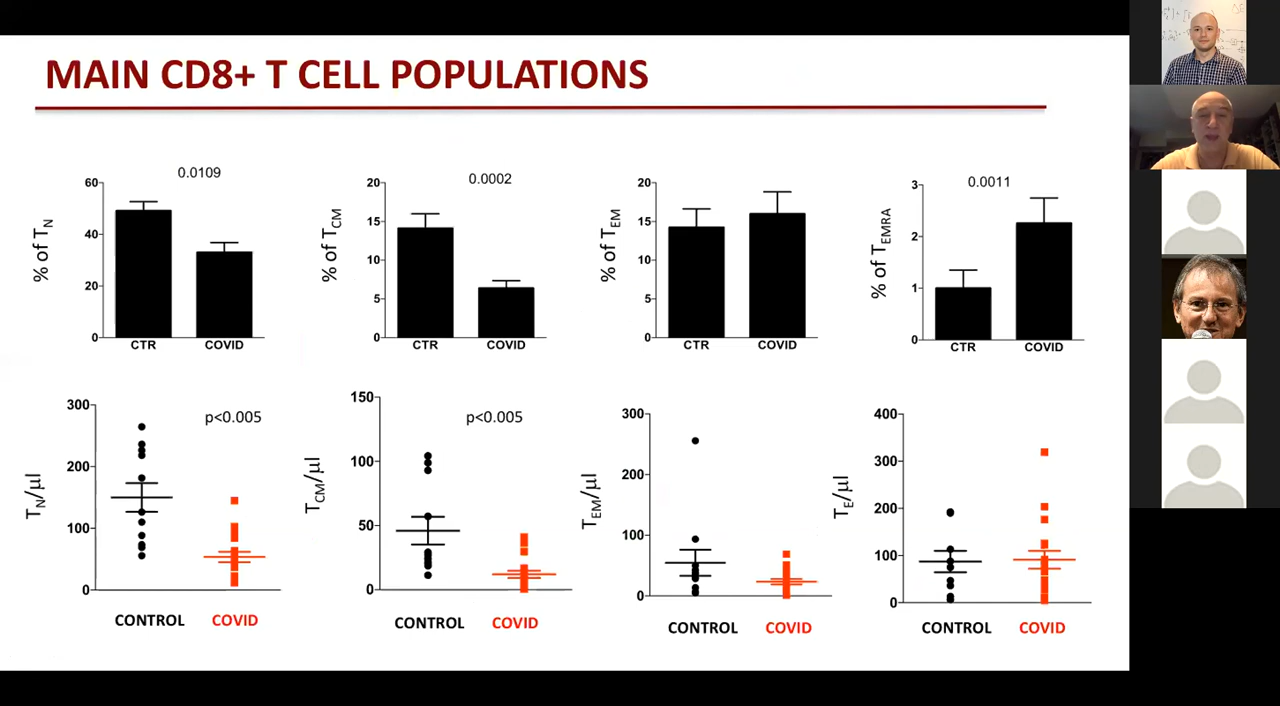 MAIN CD8+ T CELL POPULATIONS
0.0109
% of TN
60
40
20
0
CTR COVID
0.0002
% of TCM
20
15
10
5
0
CTR COVID
% of TEM
20
15
10
5
0
CTR COVID
0.0011
% of TEMRA
3
2
1
0
CTR COVID
p<0.005
TN/µl
300
200
100
0
CONTROL COVID
p<0.005
TCM/µl
150
100
50
0
CONTROL COVID
TEM/µl
300
200
100
0
CONTROL COVID
TE/µl
400
300
200
100
0
CONTROL COVID